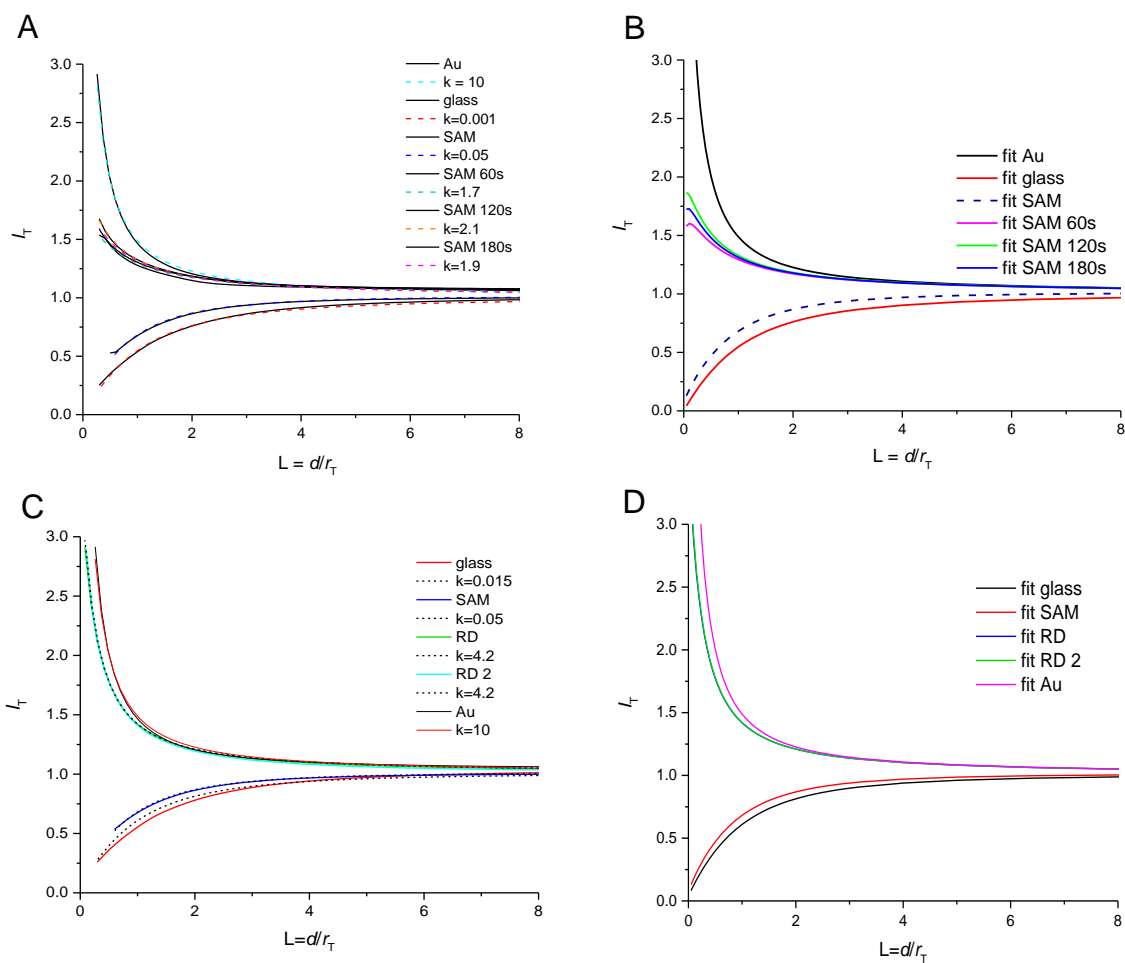 A
3.0
2.5
2.0
1.5
1.0
0.5
0.0
0
2
4
6
8
I_T
L = d/r_T
Au
k = 10
glass
k=0.001
SAM
k=0.05
SAM 60s
k=1.7
SAM 120s
k=2.1
SAM 180s
k=1.9
B
3.0
2.5
2.0
1.5
1.0
0.5
0.0
0
2
4
6
8
I_T
L = d/r_T
fit Au
fit glass
fit SAM
fit SAM 60s
fit SAM 120s
fit SAM 180s
C
3.0
2.5
2.0
1.5
1.0
0.5
0.0
0
2
4
6
8
I_T
L=d/r_T
glass
k=0.015
SAM
k=0.05
RD
k=4.2
RD 2
k=4.2
Au
k=10
D
3.0
2.5
2.0
1.5
1.0
0.5
0.0
0
2
4
6
8
I_T
L=d/r_T
fit glass
fit SAM
fit RD
fit RD 2
fit Au